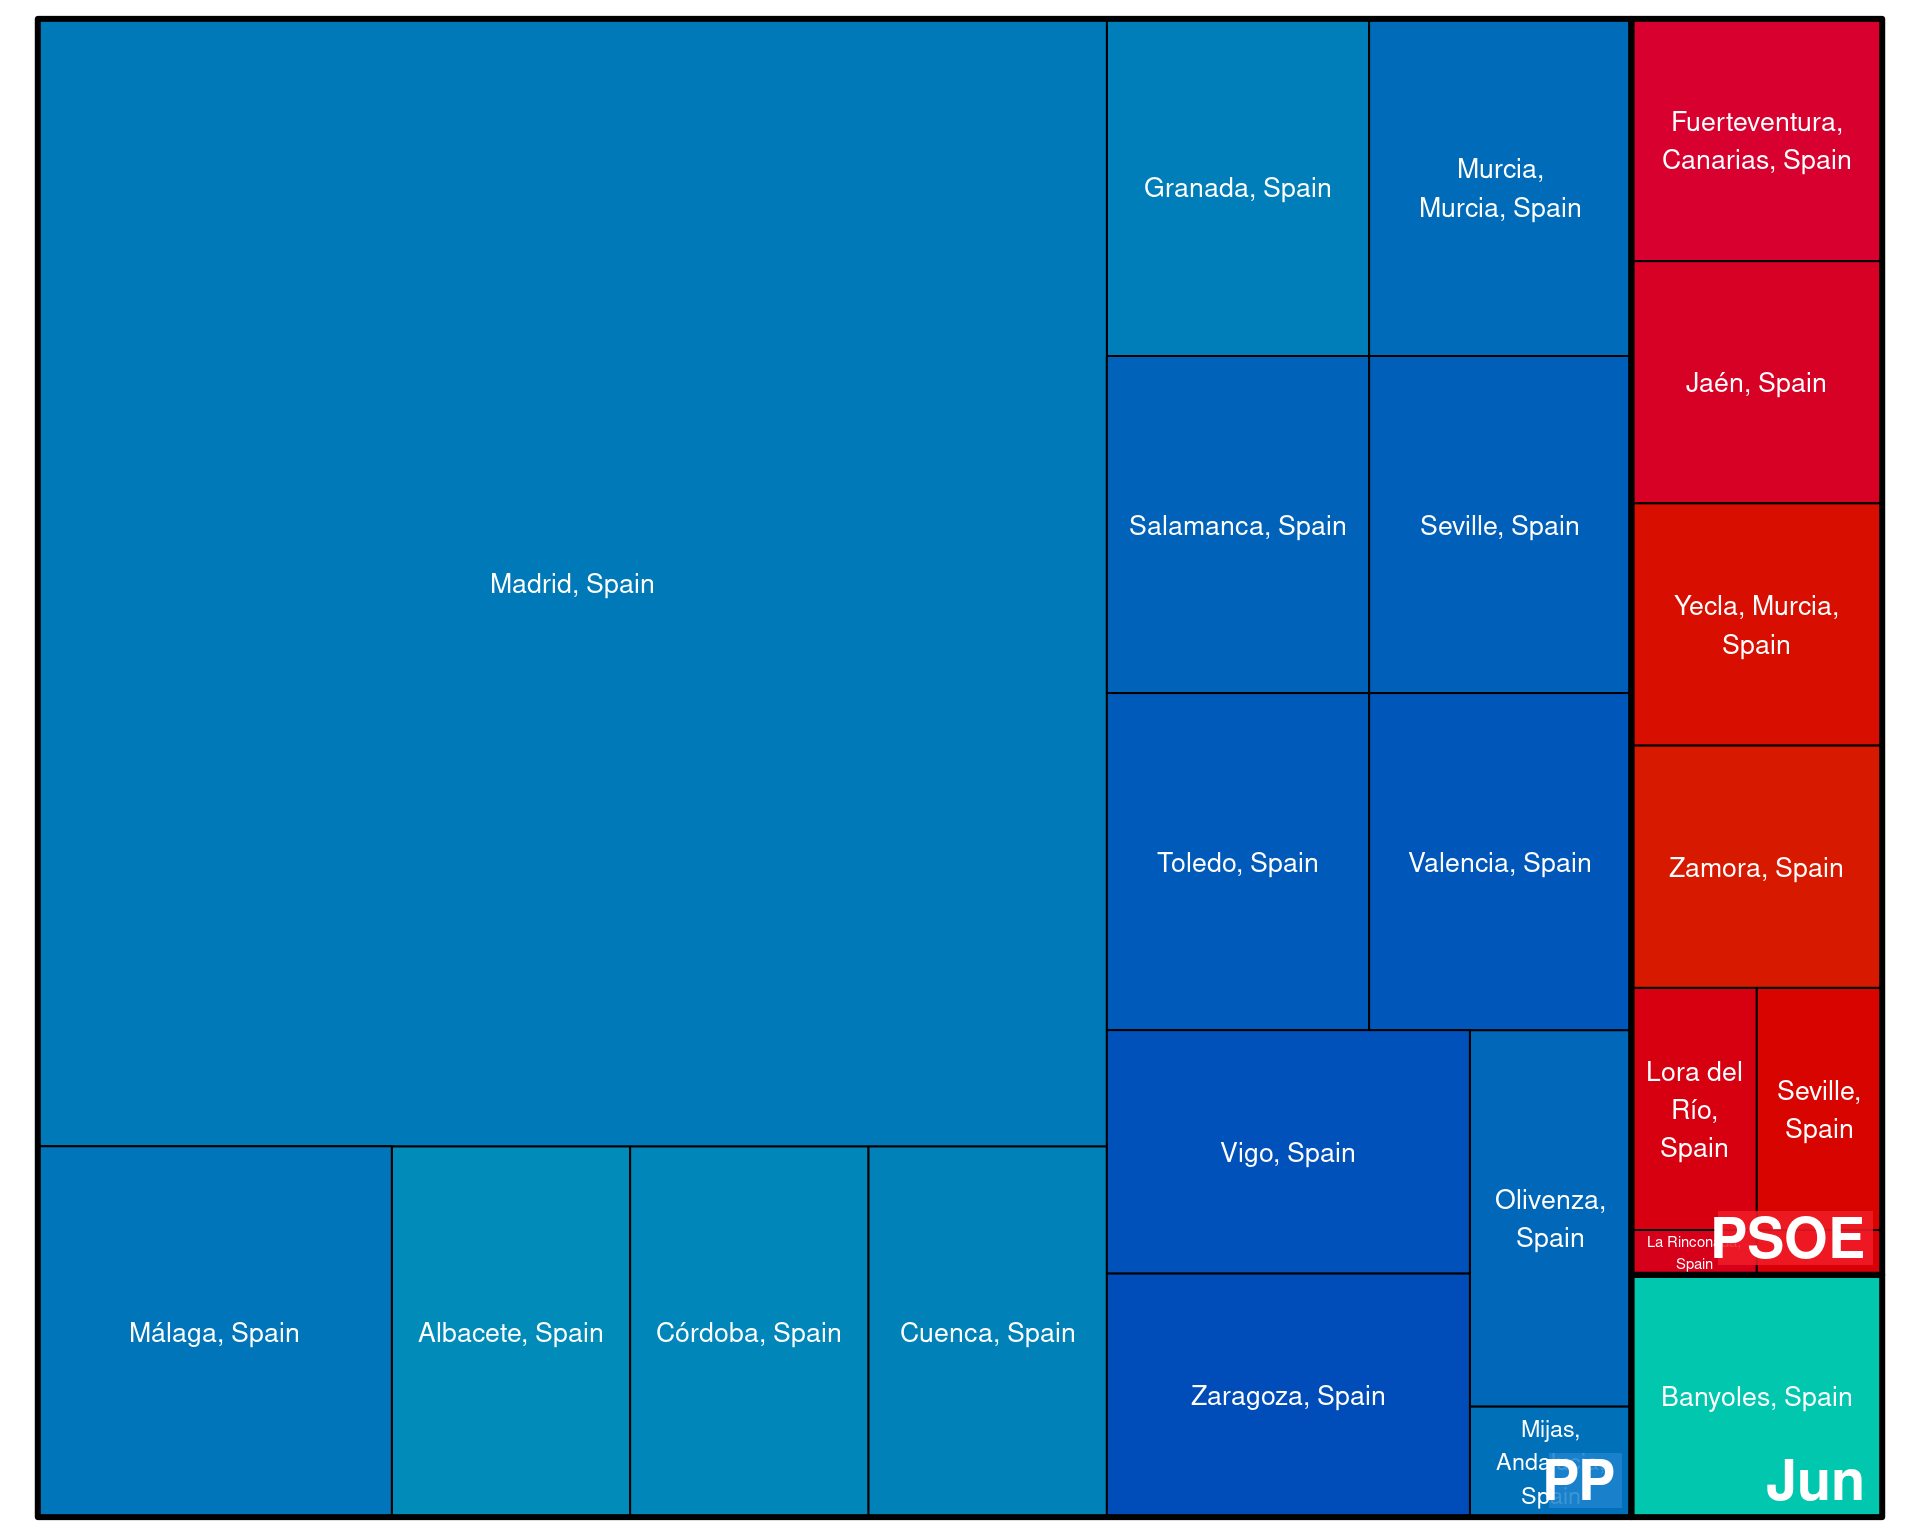 Madrid, Spain
Málaga, Spain
Albacete, Spain
Córdoba, Spain
Cuenca, Spain
Granada, Spain
Murcia,
Murcia, Spain
Salamanca, Spain
Seville, Spain
Toledo, Spain
Valencia, Spain
Vigo, Spain
Zaragoza, Spain
Olivenza,
Spain
Mijas,
Spain
PP
Fuerteventura,
Canarias, Spain
Jaén, Spain
Yecla, Murcia,
Spain
Zamora, Spain
Lora del
Río,
Spain
Seville,
Spain
La
Spain
PSOE
Banyoles, Spain
Jun